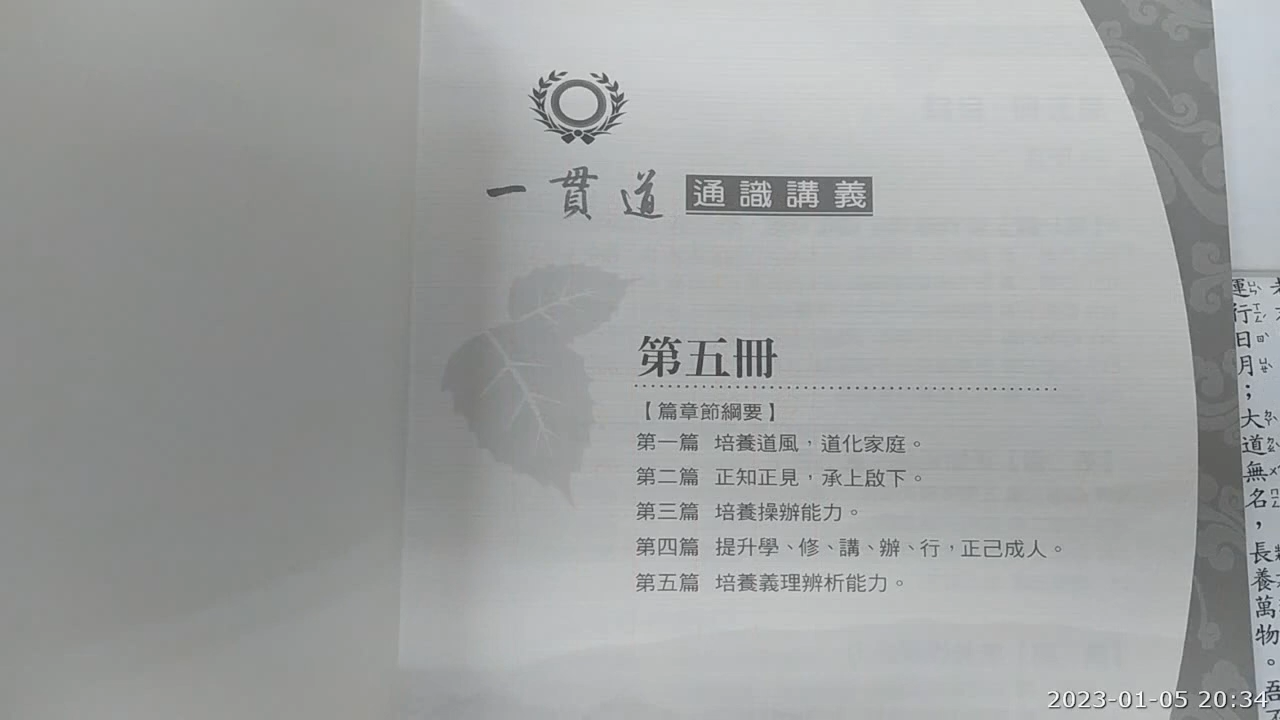 一貫道 通識講義
第五冊
【篇章節綱要】
第一篇 培養道風，道化家庭。
第二篇 正知正見，承上啟下。
第三篇 培養操辦能力。
第四篇 提升學、修、講、辦、行，正己成人。
第五篇 培養義理辨析能力。
運行日月；大道無名，長養萬物。吾
2023-01-05 20:34